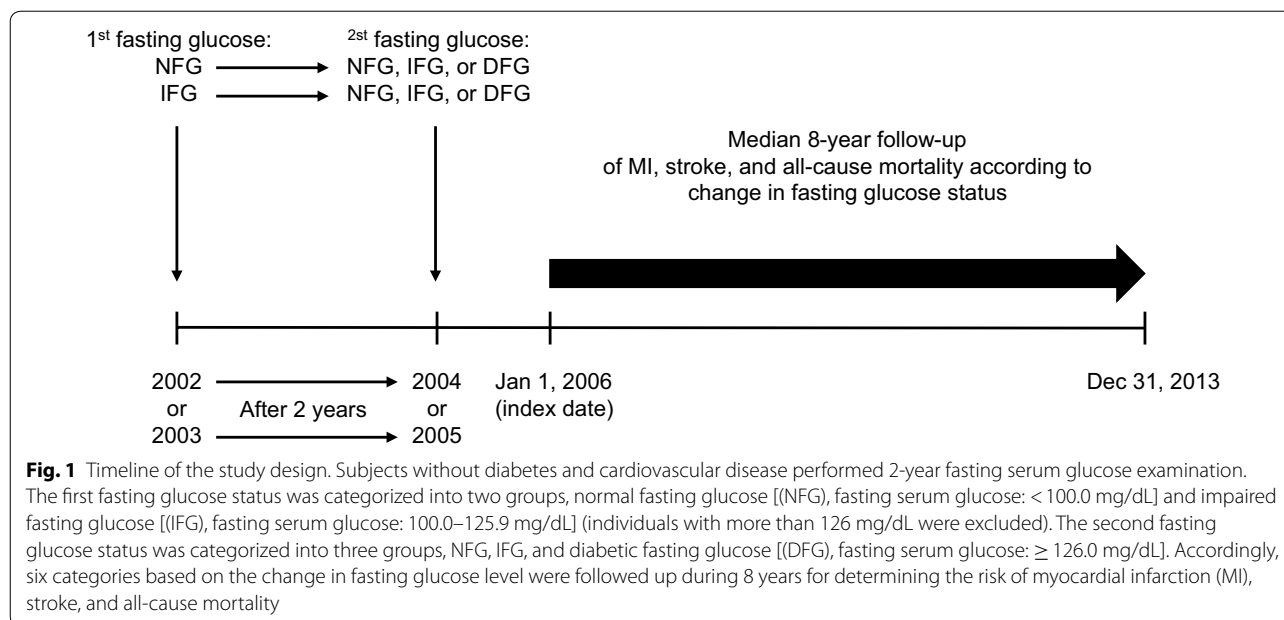 1st fasting glucose: 2st fasting glucose:
NFG NFG, IFG, or DFG
IFG NFG, IFG, or DFG
Median 8-year follow-up
of MI, stroke, and all-cause mortality according to
change in fasting glucose status
2002 2004 Jan 1, 2006 Dec 31, 2013
or After 2 years or (index date)
2003 2005
Fig. 1 Timeline of the study design. Subjects without diabetes and cardiovascular disease performed 2-year fasting serum glucose examination.
The first fasting glucose status was categorized into two groups, normal fasting glucose [(NFG), fasting serum glucose: < 100.0 mg/dL] and impaired
fasting glucose [(IFG), fasting serum glucose: 100.0–125.9 mg/dL] (individuals with more than 126 mg/dL were excluded). The second fasting
glucose status was categorized into three groups, NFG, IFG, and diabetic fasting glucose [(DFG), fasting serum glucose: ≥ 126.0 mg/dL]. Accordingly,
six categories based on the change in fasting glucose level were followed up during 8 years for determining the risk of myocardial infarction (MI),
stroke, and all-cause mortality